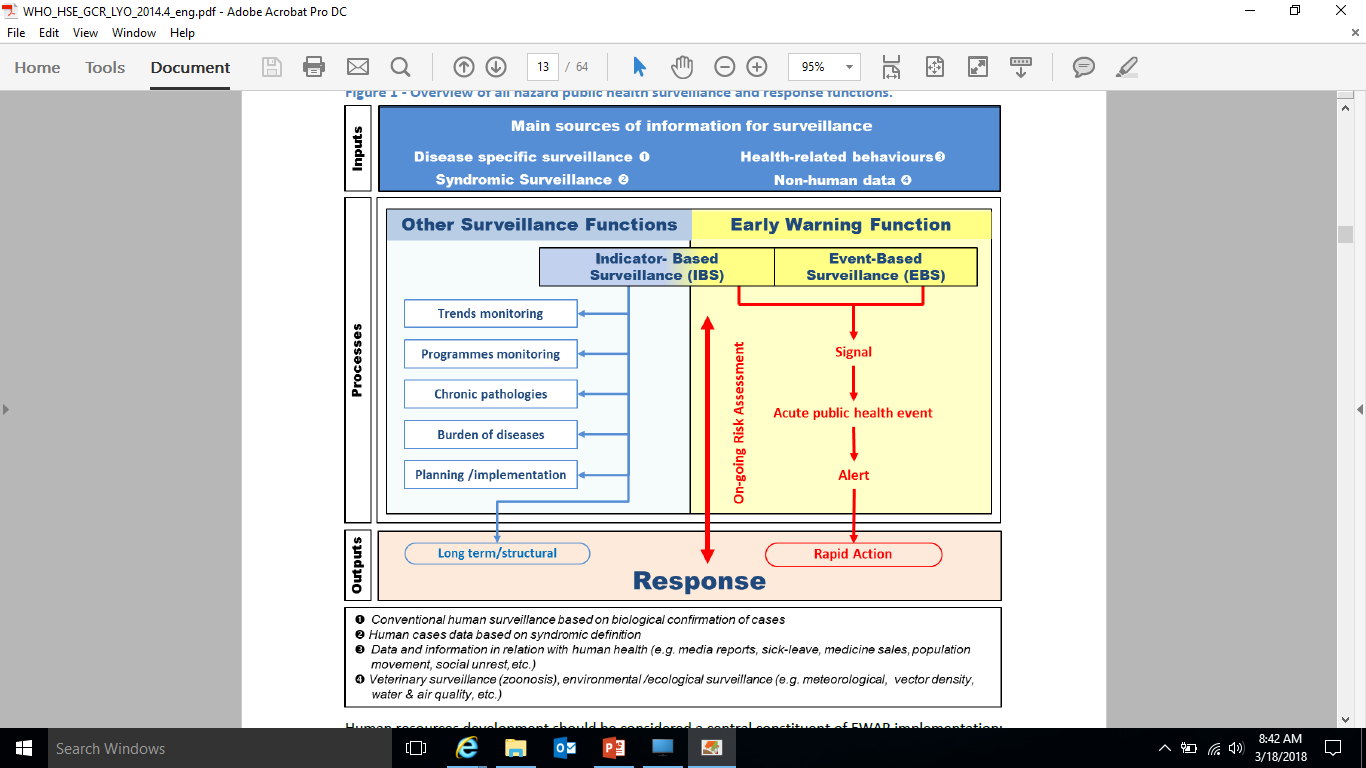 WHO_HSE_GCR_LYO_2014.4_eng.pdf - Adobe Acrobat Pro DC
File Edit View Window Help
Home Tools Document 13 / 64 95%
Figure 1 - Overview of all hazard public health surveillance and response functions.
Inputs
Main sources of information for surveillance
Disease specific surveillance ❶ Health-related behaviours❸
Syndromic Surveillance ❷ Non-human data ❹
Processes
Other Surveillance Functions Early Warning Function
Indicator- Based
Surveillance (IBS)
Event-Based
Surveillance (EBS)
Trends monitoring
Programmes monitoring
Chronic pathologies
Burden of diseases
Planning /implementation
On-going Risk Assessment
Signal
Acute public health event
Alert
Outputs
Long term/structural
Rapid Action
Response
❶ Conventional human surveillance based on biological confirmation of cases
❷ Human cases data based on syndromic definition
❸ Data and information in relation with human health (e.g. media reports, sick-leave, medicine sales, population
movement, social unrest, etc.)
❹ Veterinary surveillance (zoonosis), environmental /ecological surveillance (e.g. meteorological, vector density,
water & air quality, etc.)
Human resources development should be considered a central constituent of EWAR implementation;
Search Windows
8:42 AM
3/18/2018